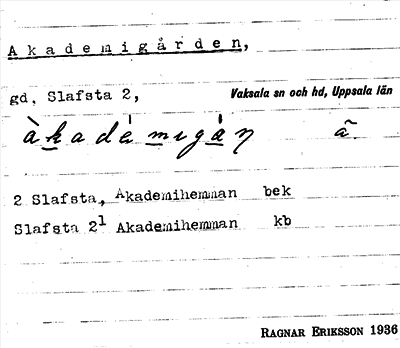 Akademigården,
gd, Slafsta 2, Vaksala sn och hd, Uppsala län
àkadémigán ã.
2 Slafsta, Akademihemman bek
Slafsta 2¹ Akademihemman kb
RAGNAR ERIKSSON 1936